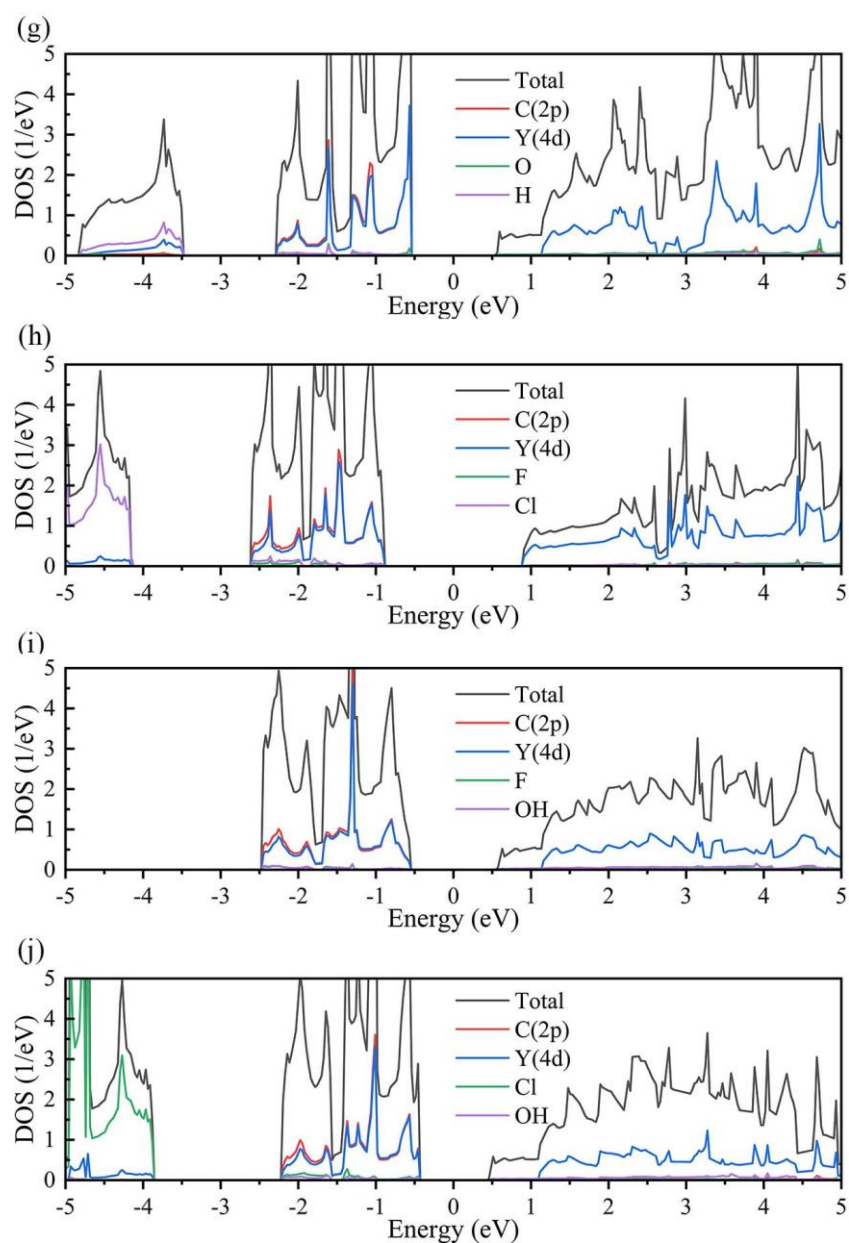 (g)
5
4
3
2
1
0
DOS (1/eV)
Total
C(2p)
Y(4d)
O
H
-5 -4 -3 -2 -1 0 1 2 3 4 5
Energy (eV)
(h)
5
4
3
2
1
0
DOS (1/eV)
Total
C(2p)
Y(4d)
F
Cl
-5 -4 -3 -2 -1 0 1 2 3 4 5
Energy (eV)
(i)
5
4
3
2
1
0
DOS (1/eV)
Total
C(2p)
Y(4d)
F
OH
-5 -4 -3 -2 -1 0 1 2 3 4 5
Energy (eV)
(j)
5
4
3
2
1
0
DOS (1/eV)
Total
C(2p)
Y(4d)
Cl
OH
-5 -4 -3 -2 -1 0 1 2 3 4 5
Energy (eV)